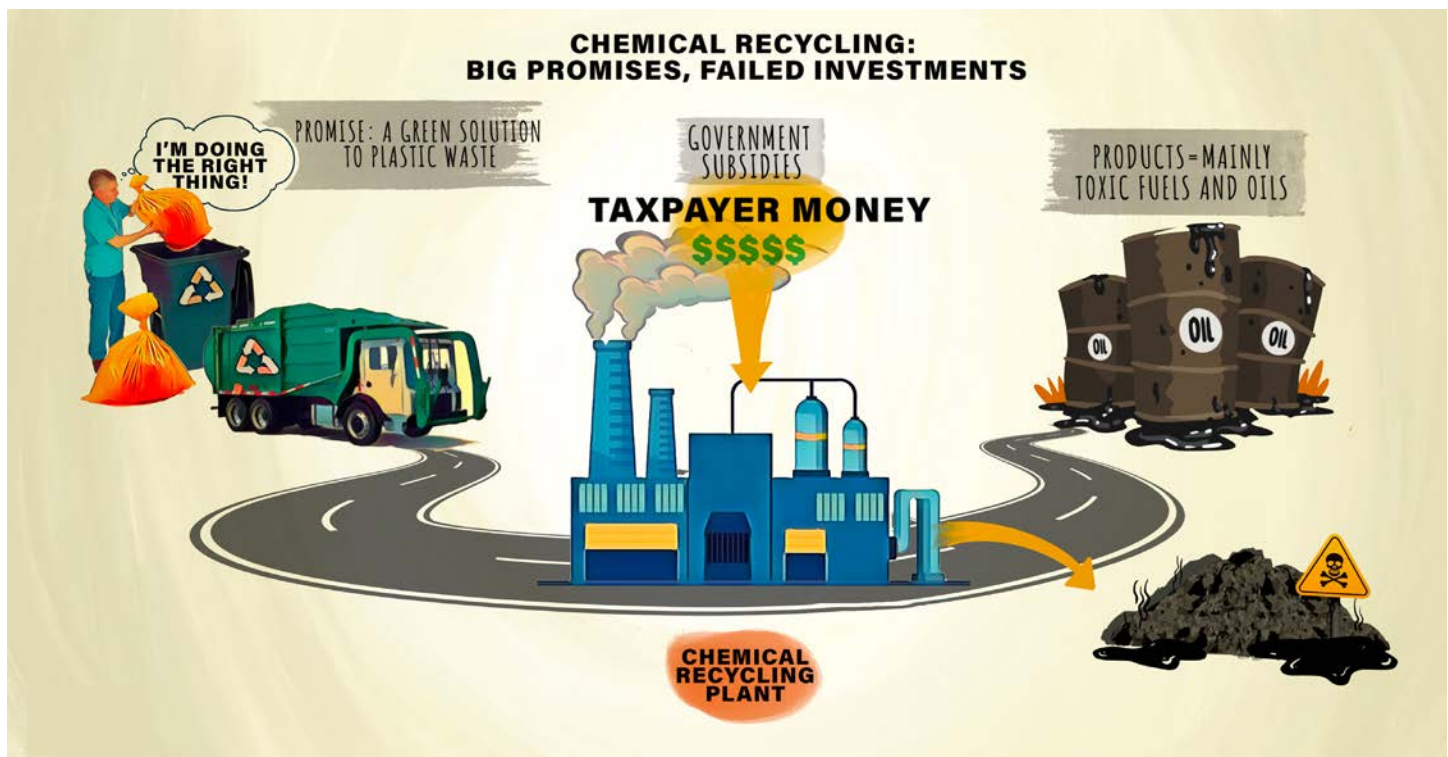 CHEMICAL RECYCLING:
BIG PROMISES, FAILED INVESTMENTS
I'M DOING
THE RIGHT
THING!
PROMISE: A GREEN SOLUTION
TO PLASTIC WASTE
GOVERNMENT
SUBSIDIES
TAXPAYER MONEY
$$$$$
PRODUCTS=MAINLY
TOXIC FUELS AND OILS
OIL
OIL
OIL
CHEMICAL
RECYCLING
PLANT